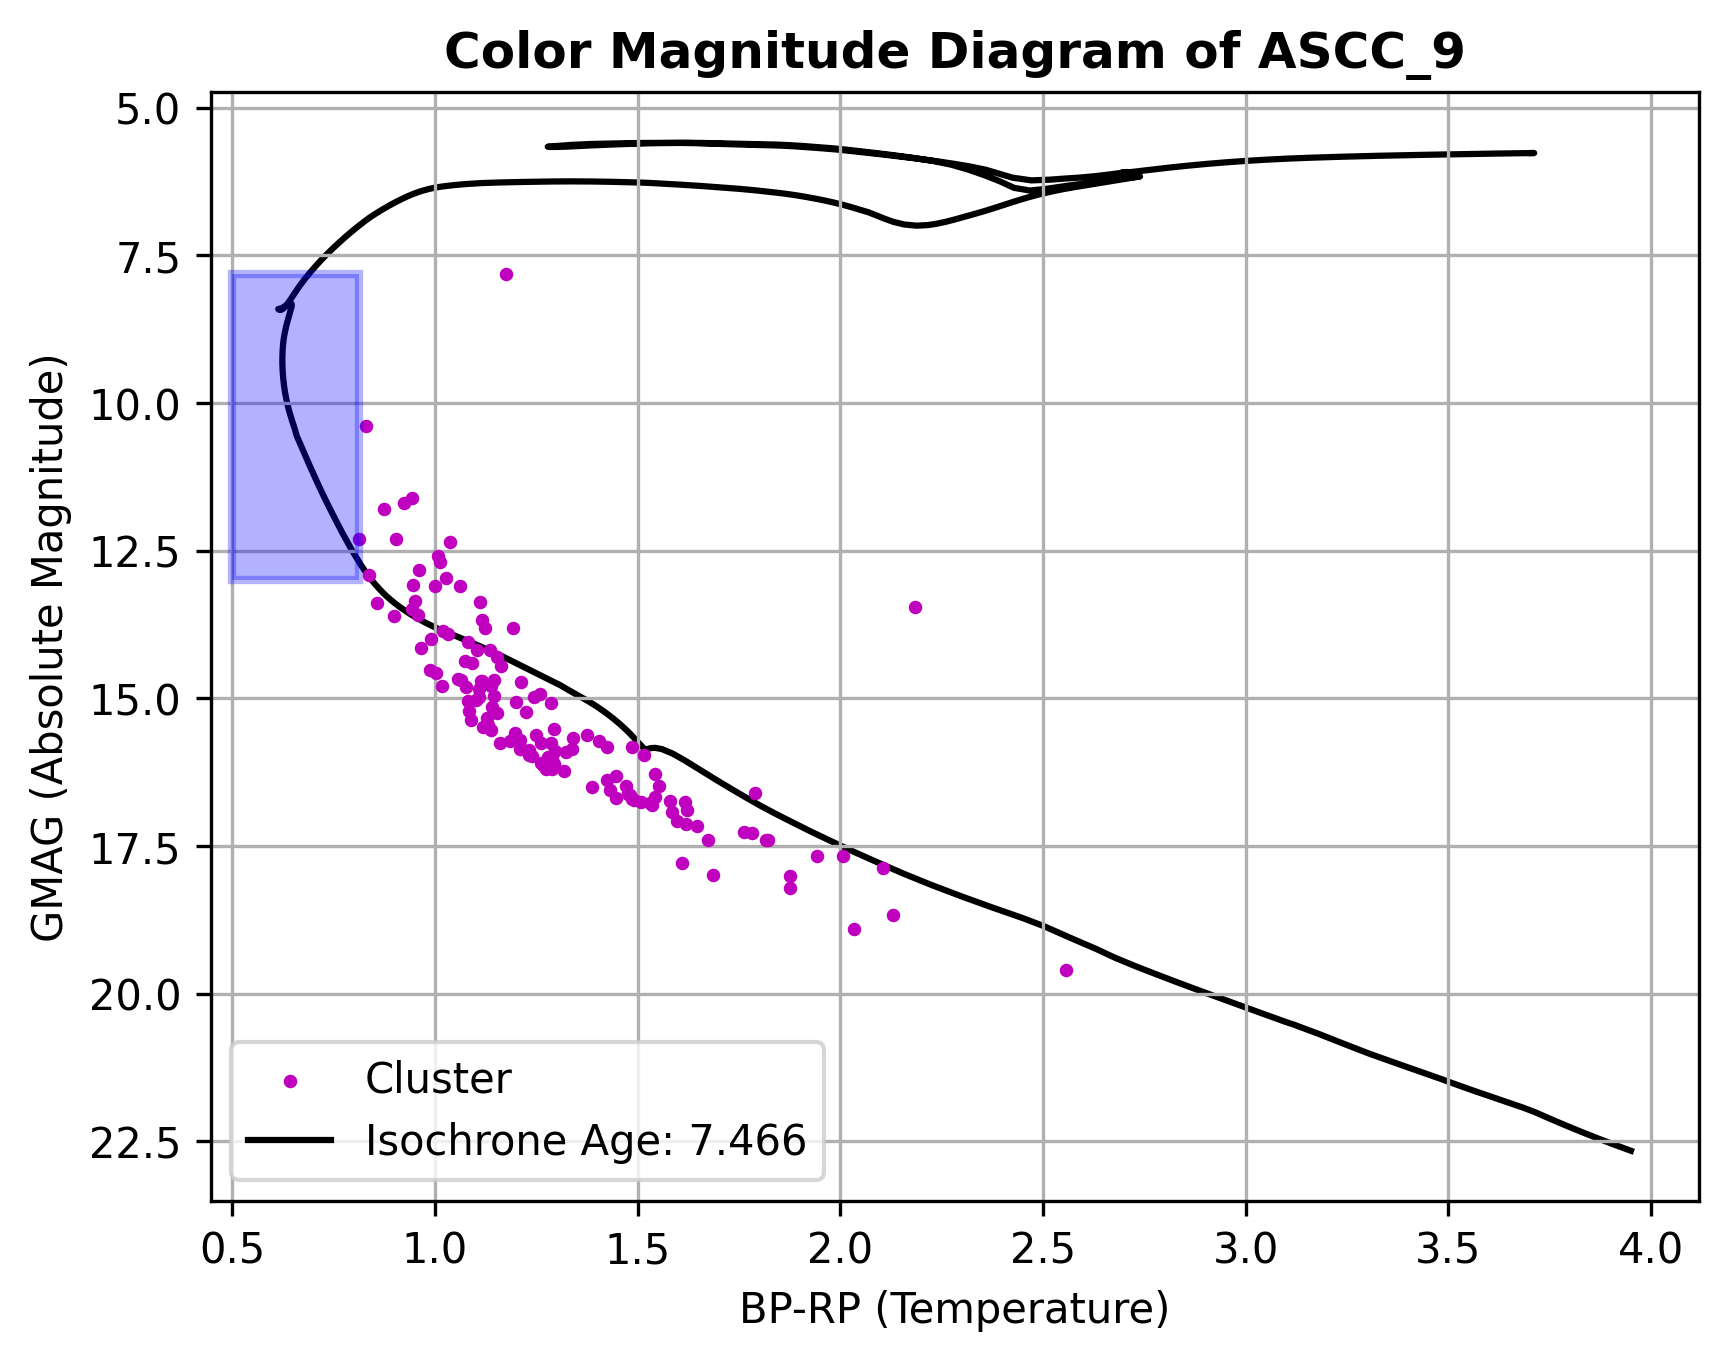 Color Magnitude Diagram of ASCC_9
5.0
7.5
10.0
12.5
15.0
17.5
20.0
22.5
GMAG (Absolute Magnitude)
Cluster
Isochrone Age: 7.466
0.5 1.0 1.5 2.0 2.5 3.0 3.5 4.0
BP-RP (Temperature)